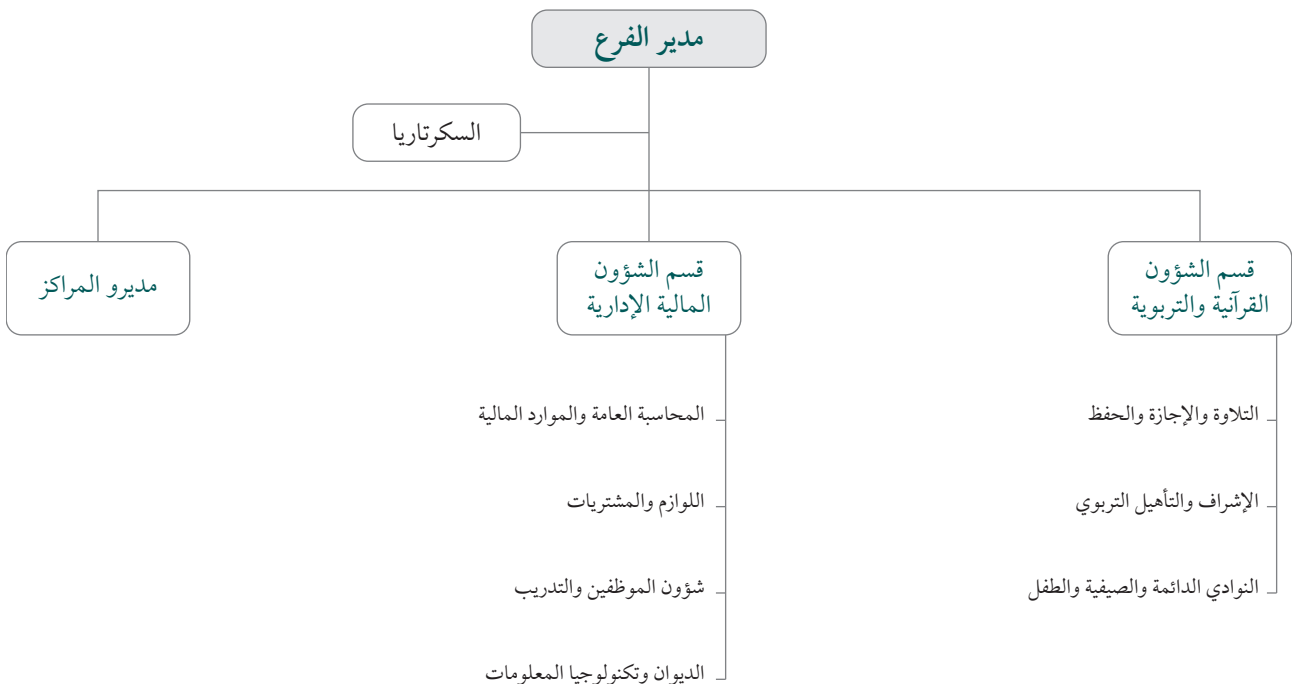 مدير الفرع
السكرتاريا
قسم الشؤون
القرآنية والتربوية
قسم الشؤون
المالية الإدارية
مديرو المراكز
التلاوة والإجازة والحفظ
الإشراف والتأهيل التربوي
النوادي الدائمة والصيفية والطفل
المحاسبة العامة والموارد المالية
اللوازم والمشتريات
شؤون الموظفين والتدريب
الديوان وتكنولوجيا المعلومات